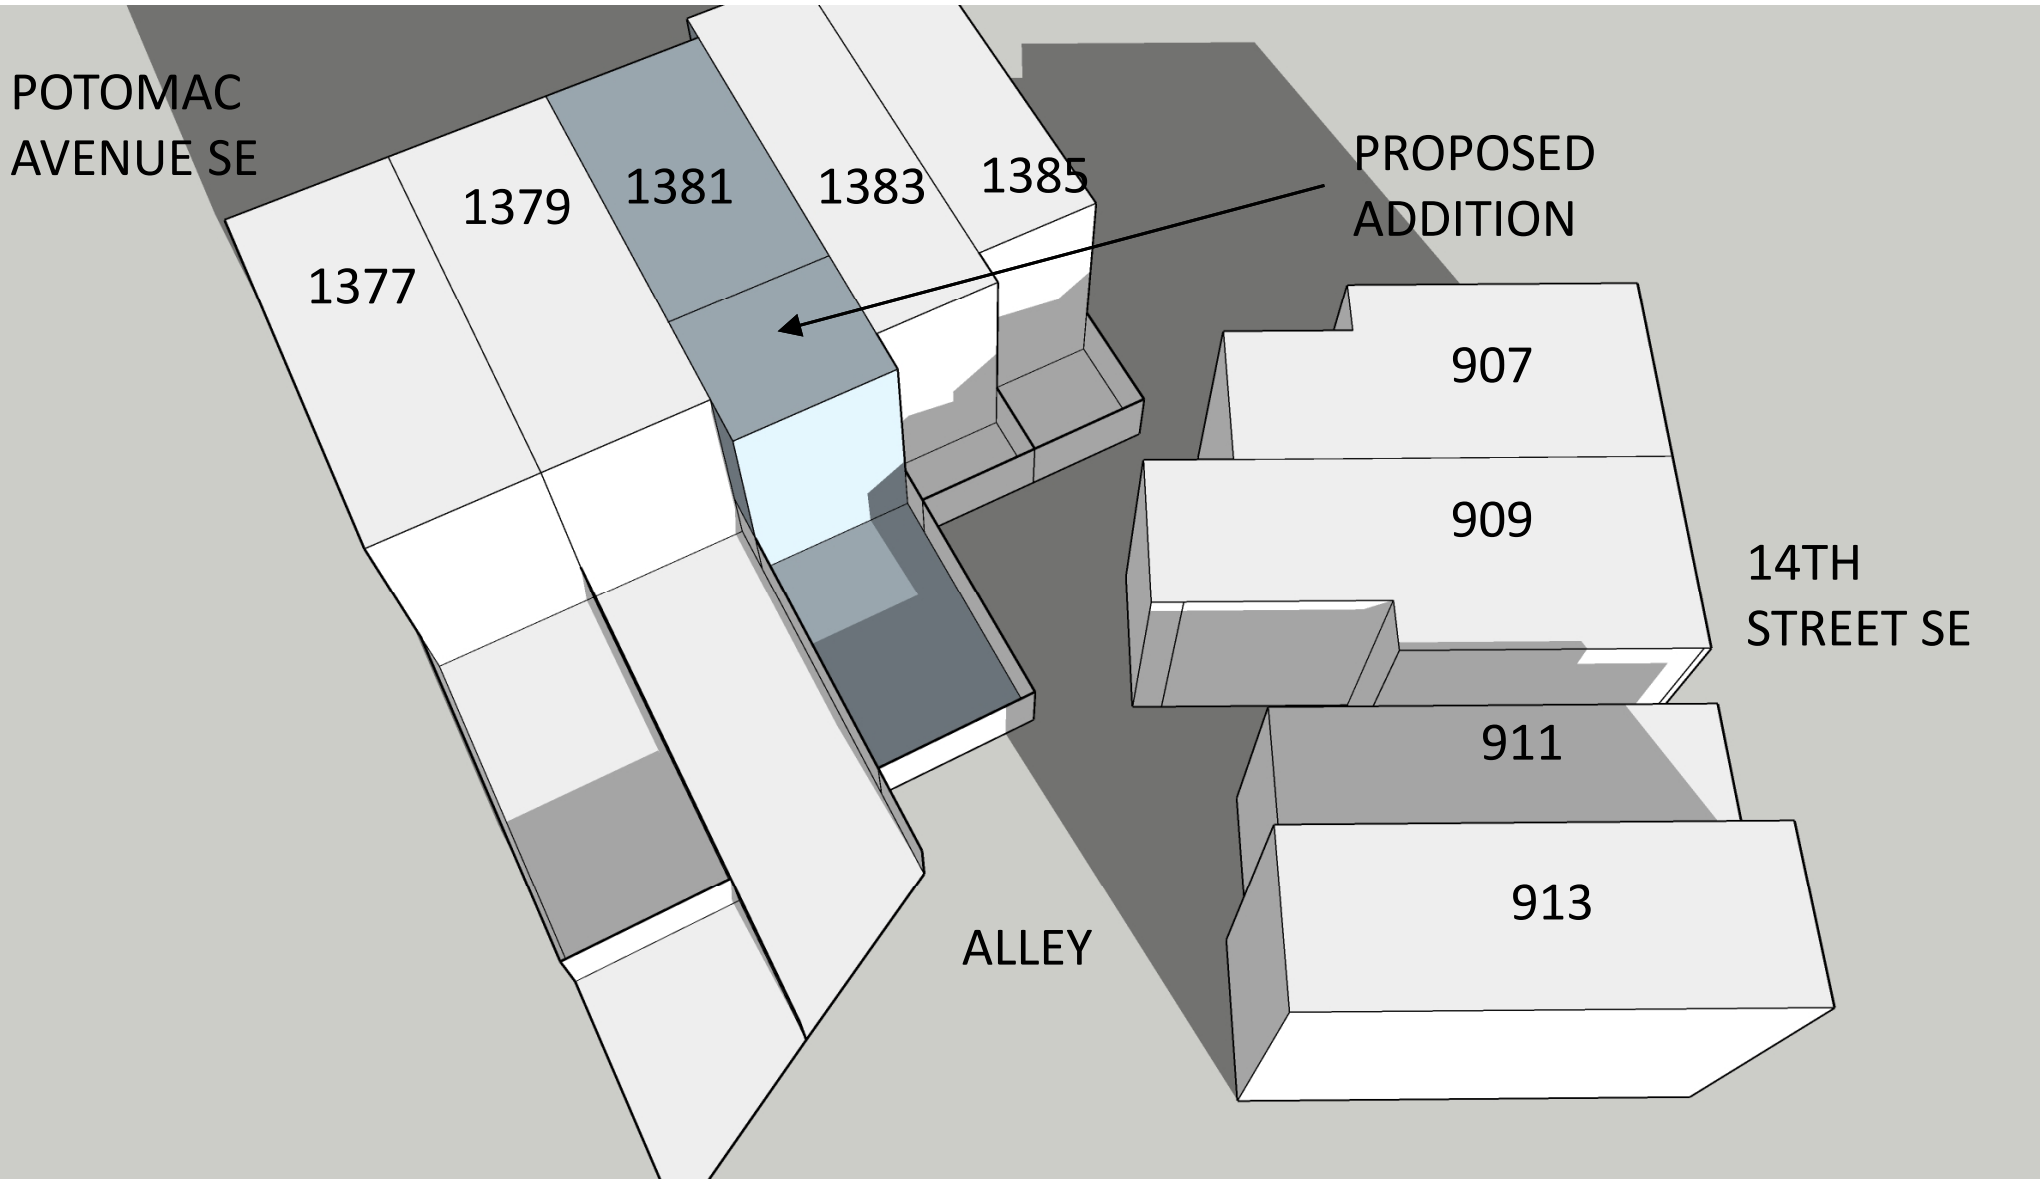 POTOMAC
AVENUE SE
1377
1379
1381
1383
1385
PROPOSED
ADDITION
907
909
14TH
STREET SE
911
913
ALLEY